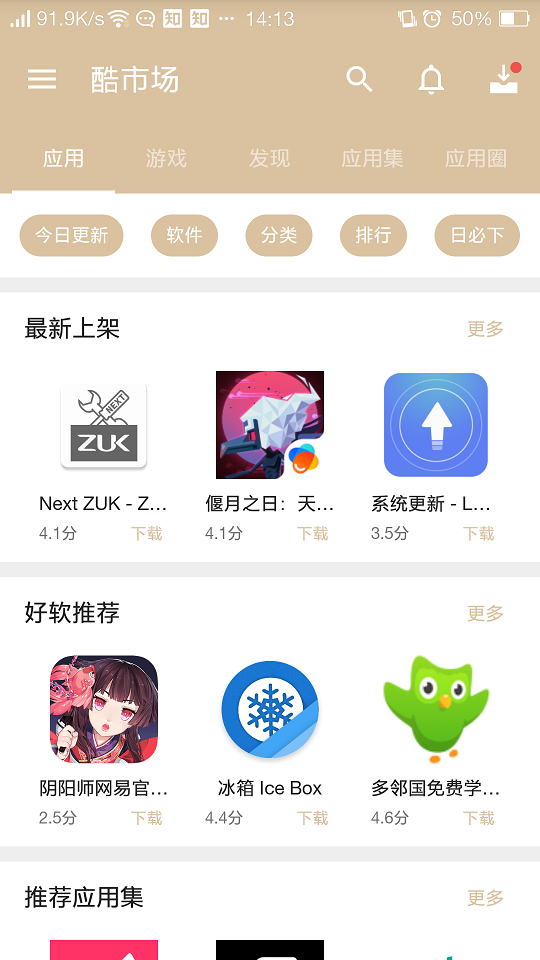 91.9K/s 知 知 ··· 14:13 50%
酷市场
应用 游戏 发现 应用集 应用圈
今日更新 软件 分类 排行 日必下
最新上架 更多
NEXT
ZUK
Next ZUK - Z... 偃月之日：天... 系统更新 - L...
4.1分 下载 4.1分 下载 3.5分 下载
好软推荐 更多
阴阳师网易官... 冰箱 Ice Box 多邻国免费学...
2.5分 下载 4.4分 下载 4.6分 下载
推荐应用集 更多